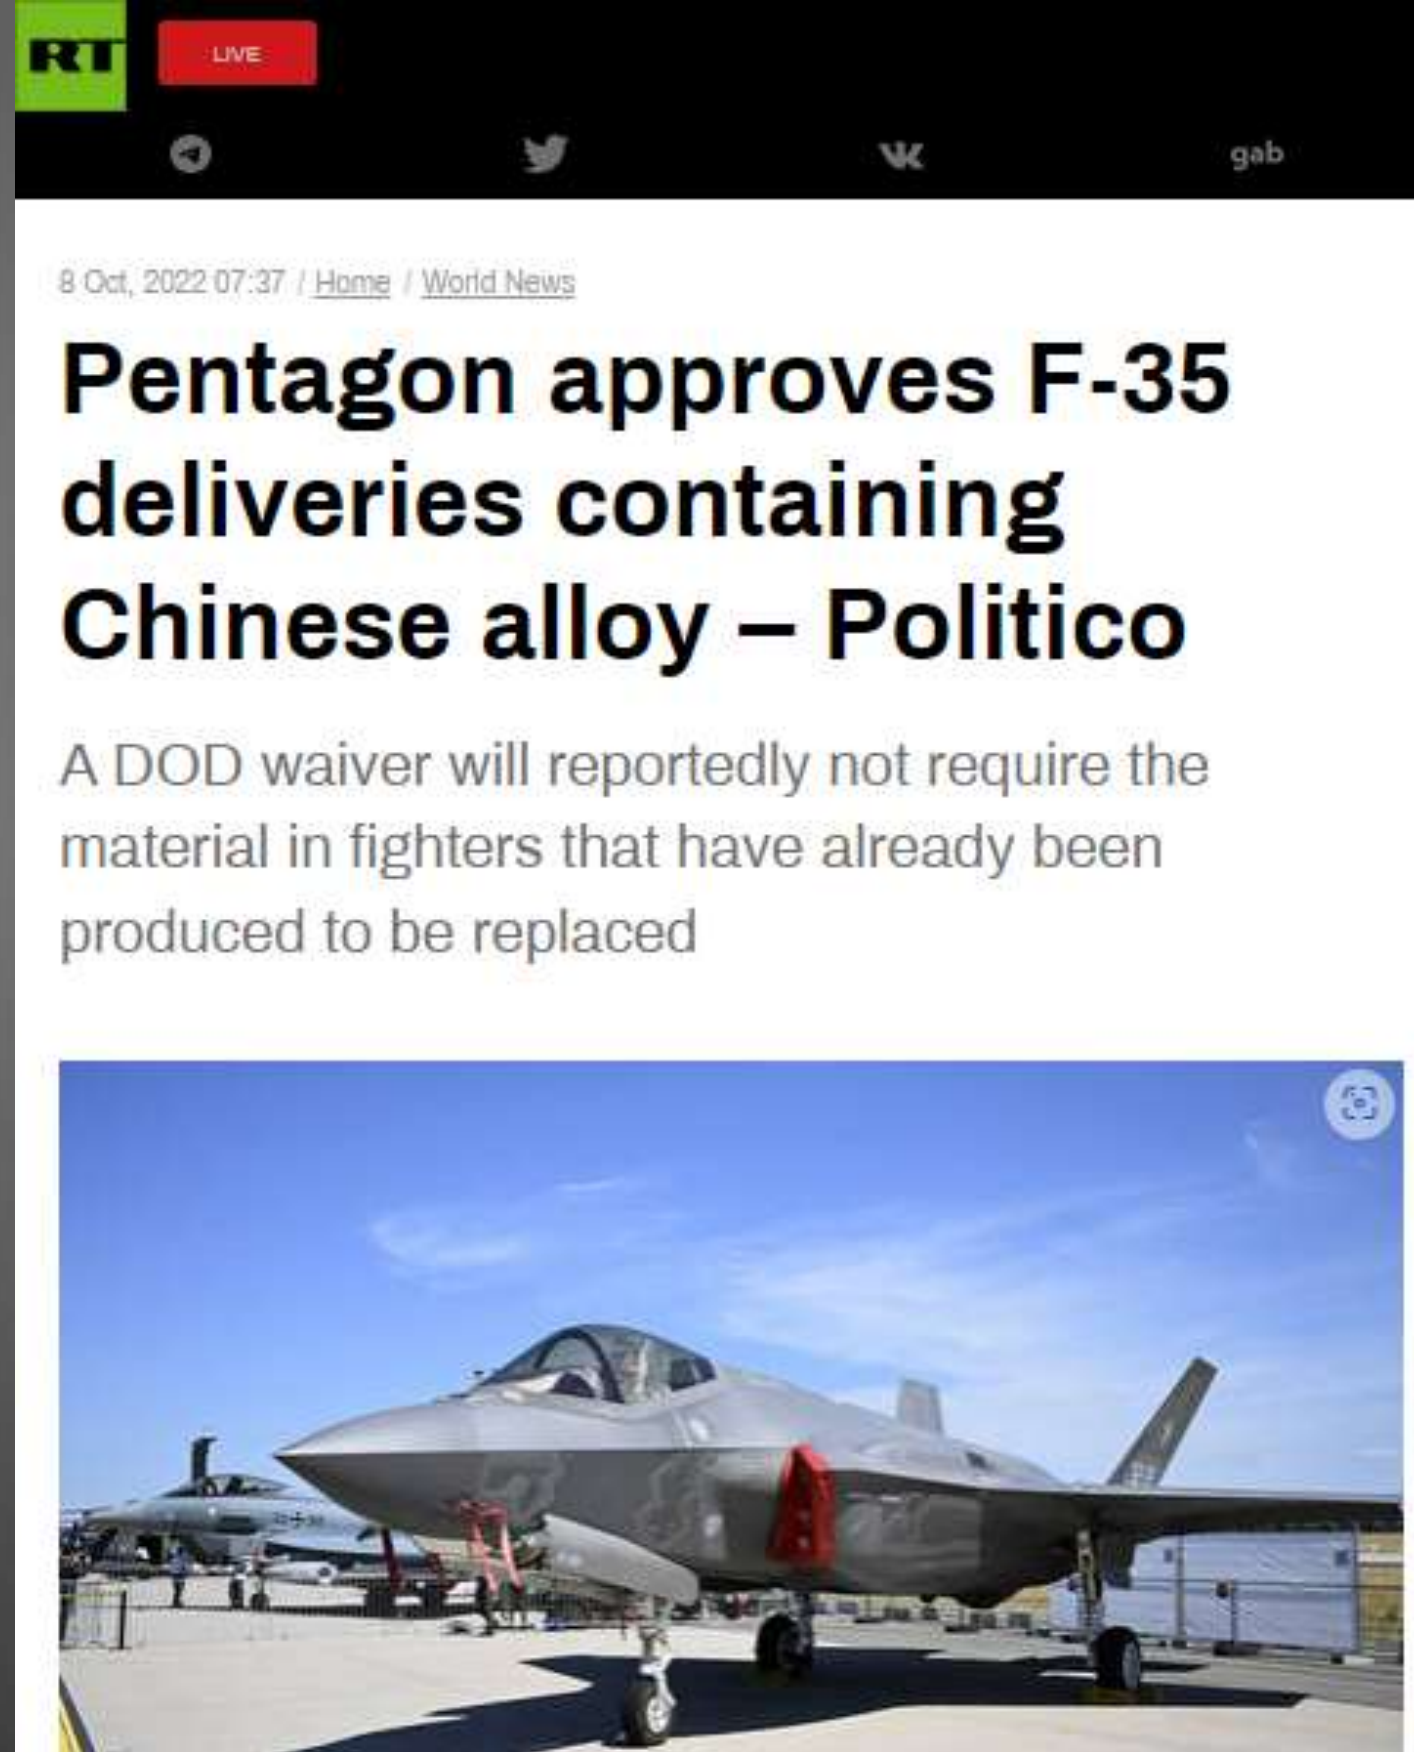 RT
LIVE
gab
8 Oct, 2022 07:37 / Home / World News
Pentagon approves F-35
deliveries containing
Chinese alloy – Politico
A DOD waiver will reportedly not require the
material in fighters that have already been
produced to be replaced